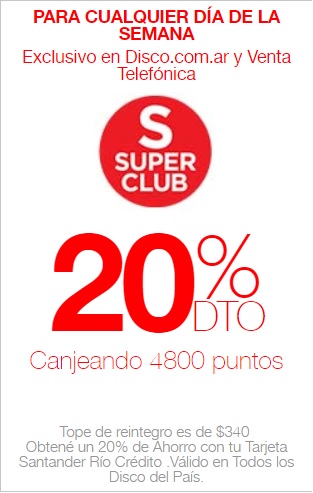 PARA CUALQUIER DÍA DE LA
SEMANA
Exclusivo en Disco.com.ar y Venta
Telefónica
S
SUPER
CLUB
20%
DTO
Canjeando 4800 puntos
Tope de reintegro es de $340
Obtené un 20% de Ahorro con tu Tarjeta
Santander Río Crédito .Válido en Todos los
Disco del País.